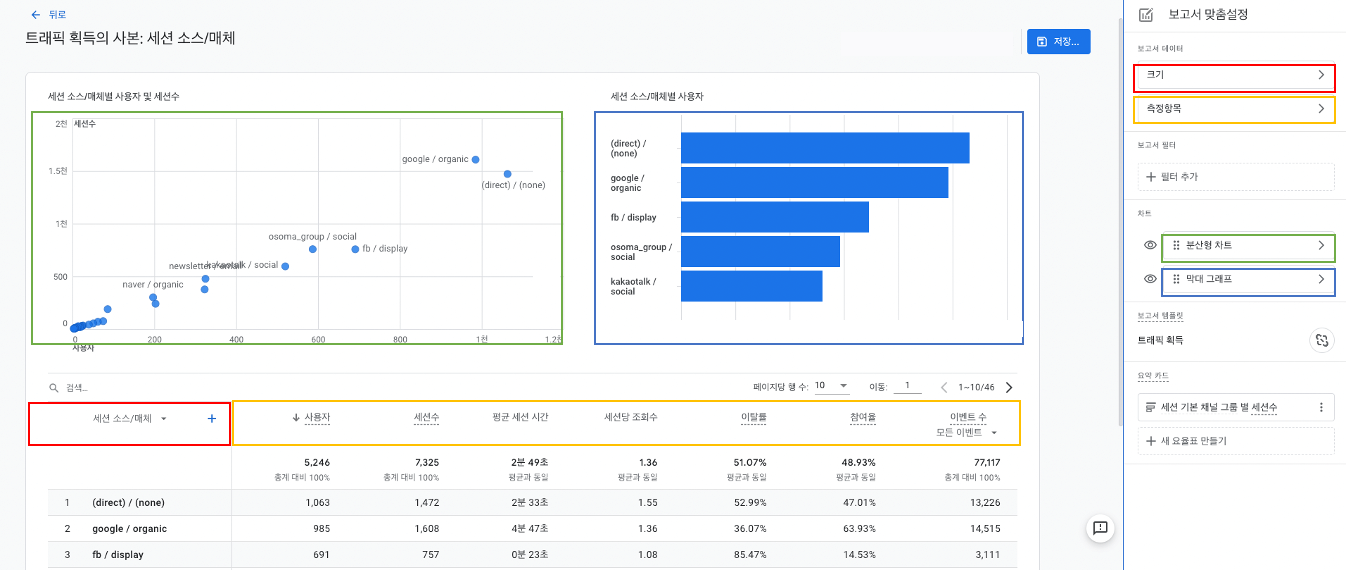 뒤로
트래픽 획득의 사본: 세션 소스/매체
저장...
세션 소스/매체별 사용자 및 세션수
2천
세션수
1.5천
1천
500
0
google / organic
(direct) / (none)
osoma_group / social
fb / display
kakaotalk / social
newsletter / email
naver / organic
0
200
400
600
800
1천
1.2천
사용자
세션 소스/매체별 사용자
(direct) /
(none)
google /
organic
fb / display
osoma_group /
social
kakaotalk /
social
검색...
페이지당 행 수: 10
이동: 1
1~10/46
세션 소스/매체
사용자
세션수
평균 세션 시간
세션당 조회수
이탈률
참여율
이벤트 수
모든 이벤트
5,246 7,325 2분 49초 1.36 51.07% 48.93% 77,117
총계 대비 100% 총계 대비 100% 평균과 동일 평균과 동일 평균과 동일 평균과 동일 총계 대비 100%
1 (direct) / (none) 1,063 1,472 2분 33초 1.55 52.99% 47.01% 13,226
2 google / organic 985 1,608 4분 47초 1.36 36.07% 63.93% 14,515
3 fb / display 691 757 0분 23초 1.08 85.47% 14.53% 3,111
보고서 맞춤설정
보고서 데이터
크기
측정항목
보고서 필터
필터 추가
차트
분산형 차트
막대 그래프
보고서 템플릿
트래픽 획득
요약 카드
세션 기본 채널 그룹 별 세션수
새 요율표 만들기